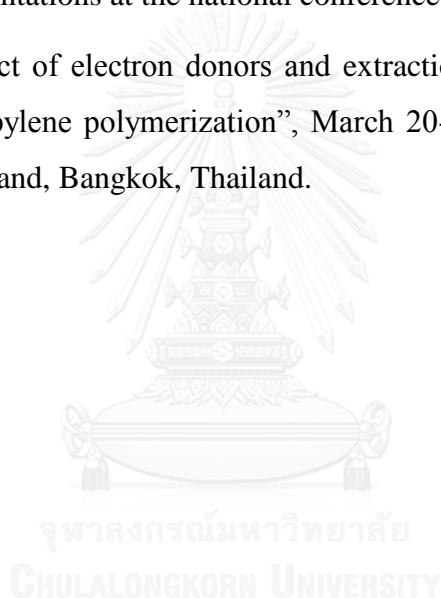 ntations at the national conference
ct of electron donors and extractio
pylene polymerization”, March 20-
and, Bangkok, Thailand.
จุฬาลงกรณ์มหาวิทยาลัย
CHULALONGKORN UNIVERSITY